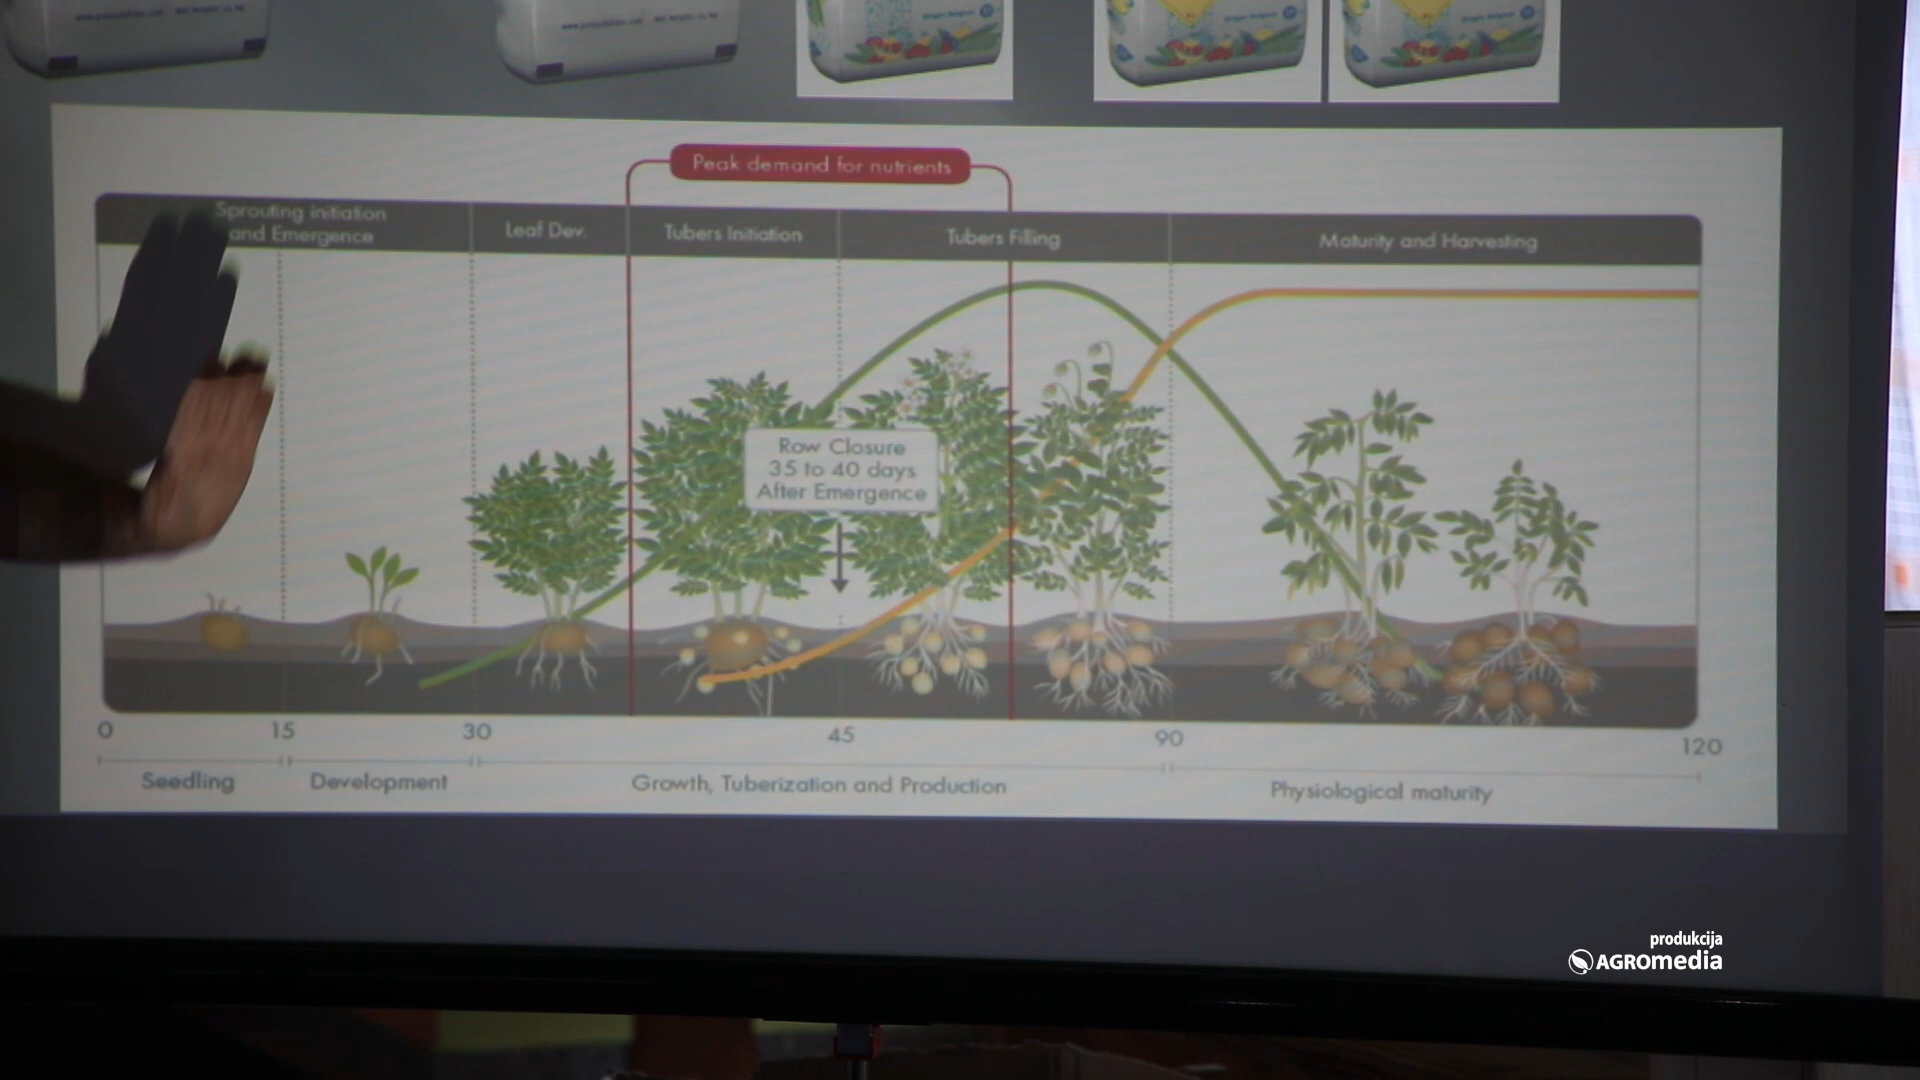 Peak demand for nutrients
Sprouting initiation
and Emergence
Leaf Dev.
Tubers Initiation
Tubers Filling
Maturity and Harvesting
Row Closure
35 to 40 days
After Emergence
0
15
30
45
90
120
Seedling
Development
Growth, Tuberization and Production
Physiological maturity
produkcija
AGROmedia